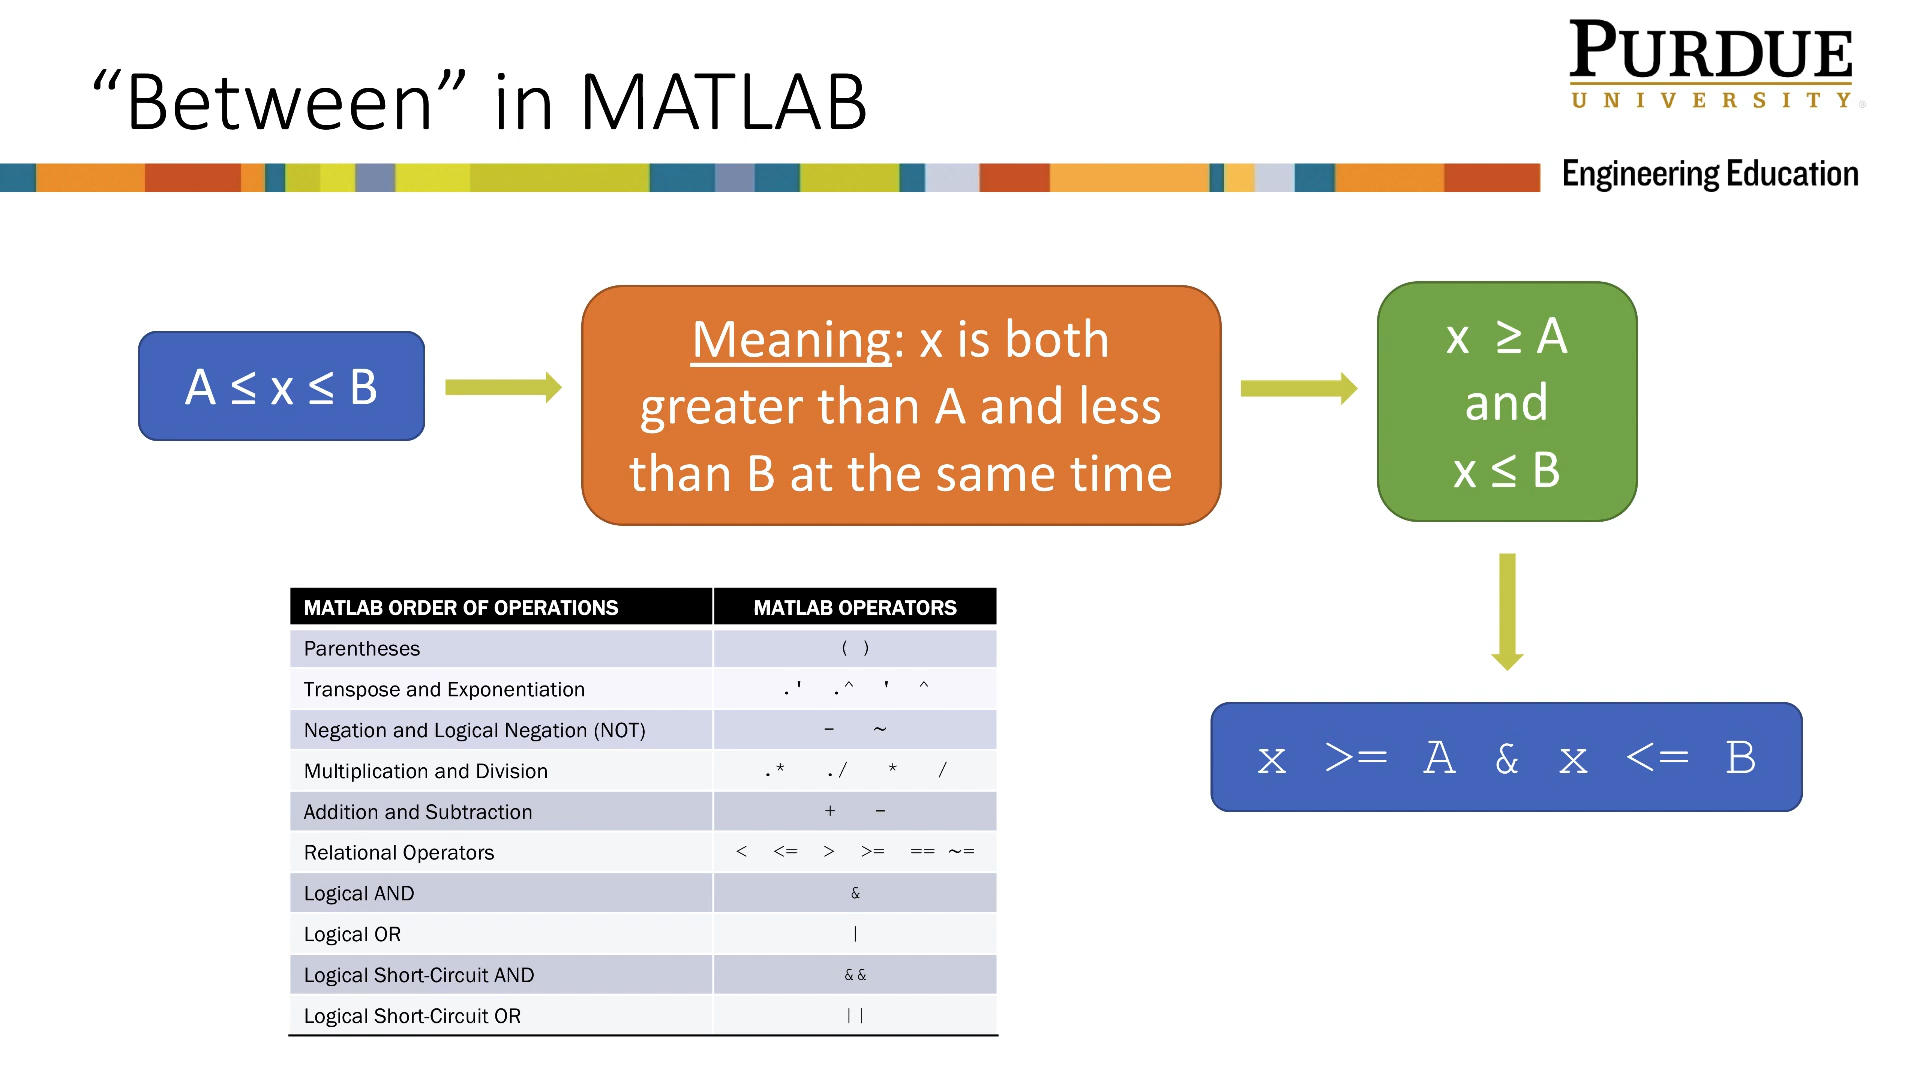 “Between” in MATLAB
PURDUE
UNIVERSITY®
Engineering Education
A ≤ x ≤ B
Meaning: x is both
greater than A and less
than B at the same time
x ≥ A
and
x ≤ B
x >= A & x <= B
MATLAB ORDER OF OPERATIONS MATLAB OPERATORS
Parentheses ( )
Transpose and Exponentiation .' .^ ' ^
Negation and Logical Negation (NOT) - ~
Multiplication and Division .* ./ * /
Addition and Subtraction + -
Relational Operators < <= > >= == ~=
Logical AND &
Logical OR |
Logical Short-Circuit AND &&
Logical Short-Circuit OR ||